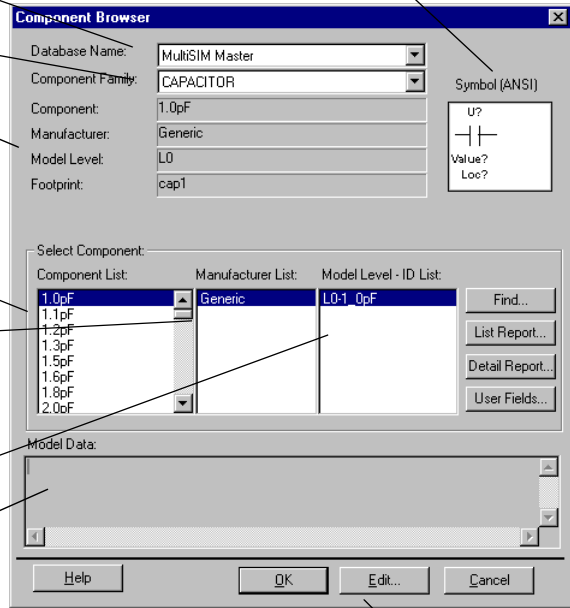 Component Browser
Database Name: MultiSIM Master
Component Family: CAPACITOR
Symbol (ANSI)
Component: 1.0pF
Manufacturer: Generic
Model Level: L0
Footprint: cap1
U?
Value?
Loc?
Select Component:
Component List: Manufacturer List: Model Level - ID List:
1.0pF Generic L0-1_0pF Find...
1.1pF
1.2pF List Report...
1.3pF
1.5pF Detail Report...
1.6pF
1.8pF User Fields...
2.0pF
Model Data:
Help OK Edit... Cancel